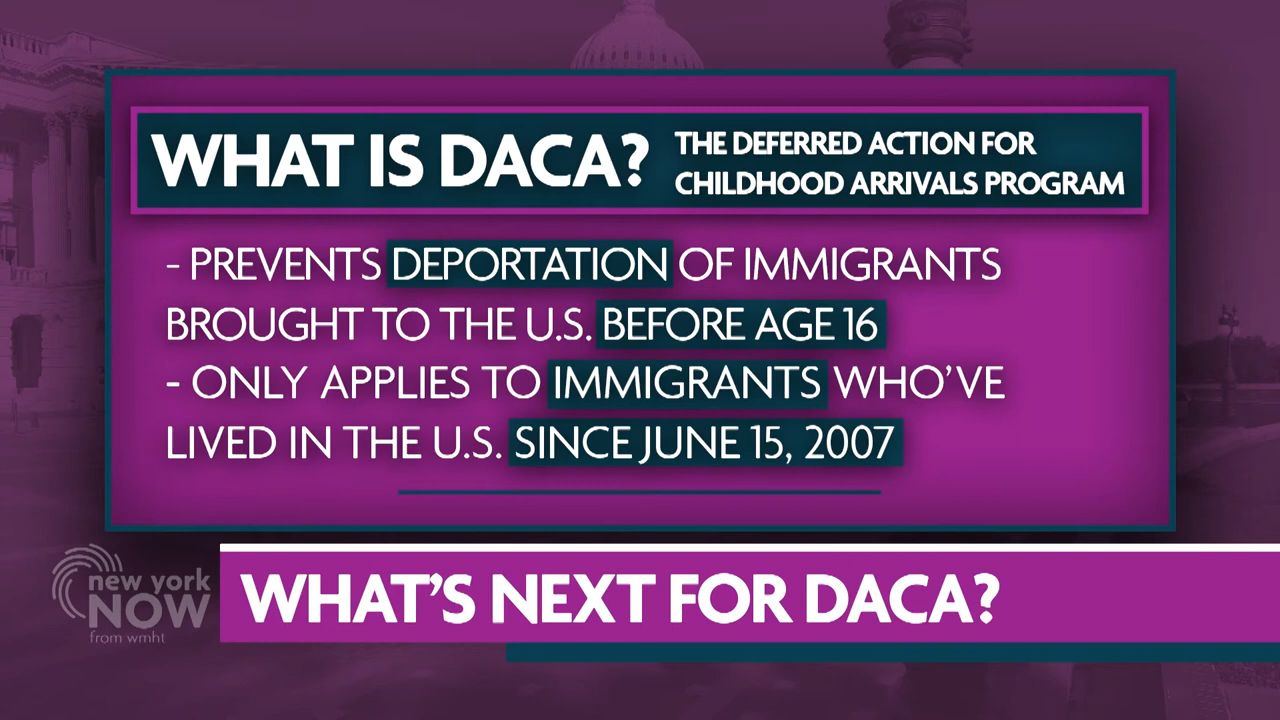 WHAT IS DACA?
THE DEFERRED ACTION FOR
CHILDHOOD ARRIVALS PROGRAM
- PREVENTS DEPORTATION OF IMMIGRANTS
BROUGHT TO THE U.S. BEFORE AGE 16
- ONLY APPLIES TO IMMIGRANTS WHO'VE
LIVED IN THE U.S. SINCE JUNE 15, 2007
new york
NOW
from wmht
WHAT'S NEXT FOR DACA?